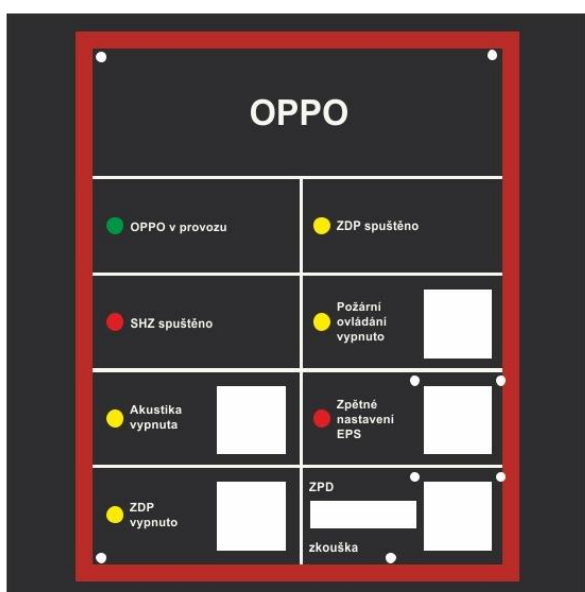 OPPO
OPPO v provozu
ZDP spuštěno
SHZ spuštěno
Požární
ovládání
vypnuto
Akustika
vypnuta
Zpětné
nastavení
EPS
ZDP
vypnuto
ZPD
zkouška